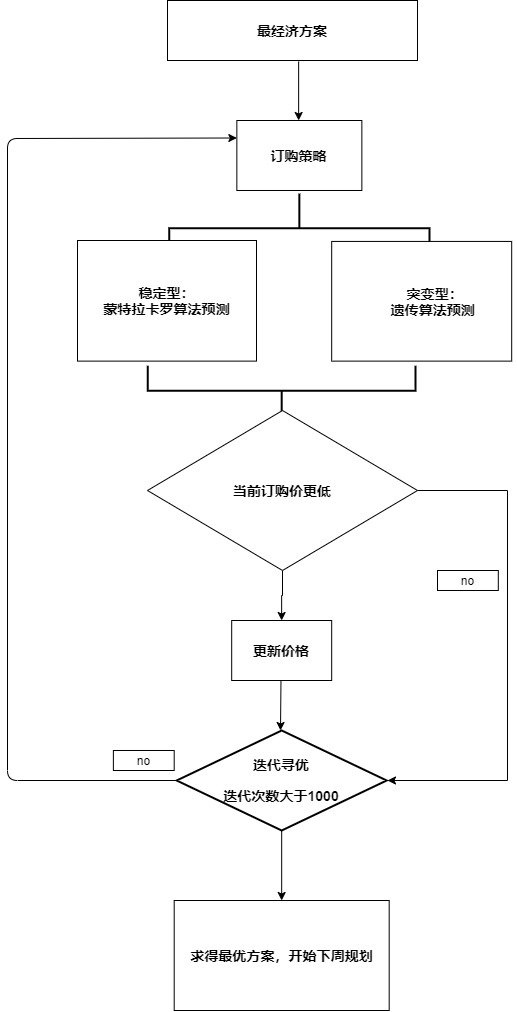 最经济方案
订购策略
稳定型：
蒙特拉卡罗算法预测
突变型：
遗传算法预测
当前订购价更低
no
更新价格
no
迭代寻优
迭代次数大于1000
求得最优方案，开始下周规划